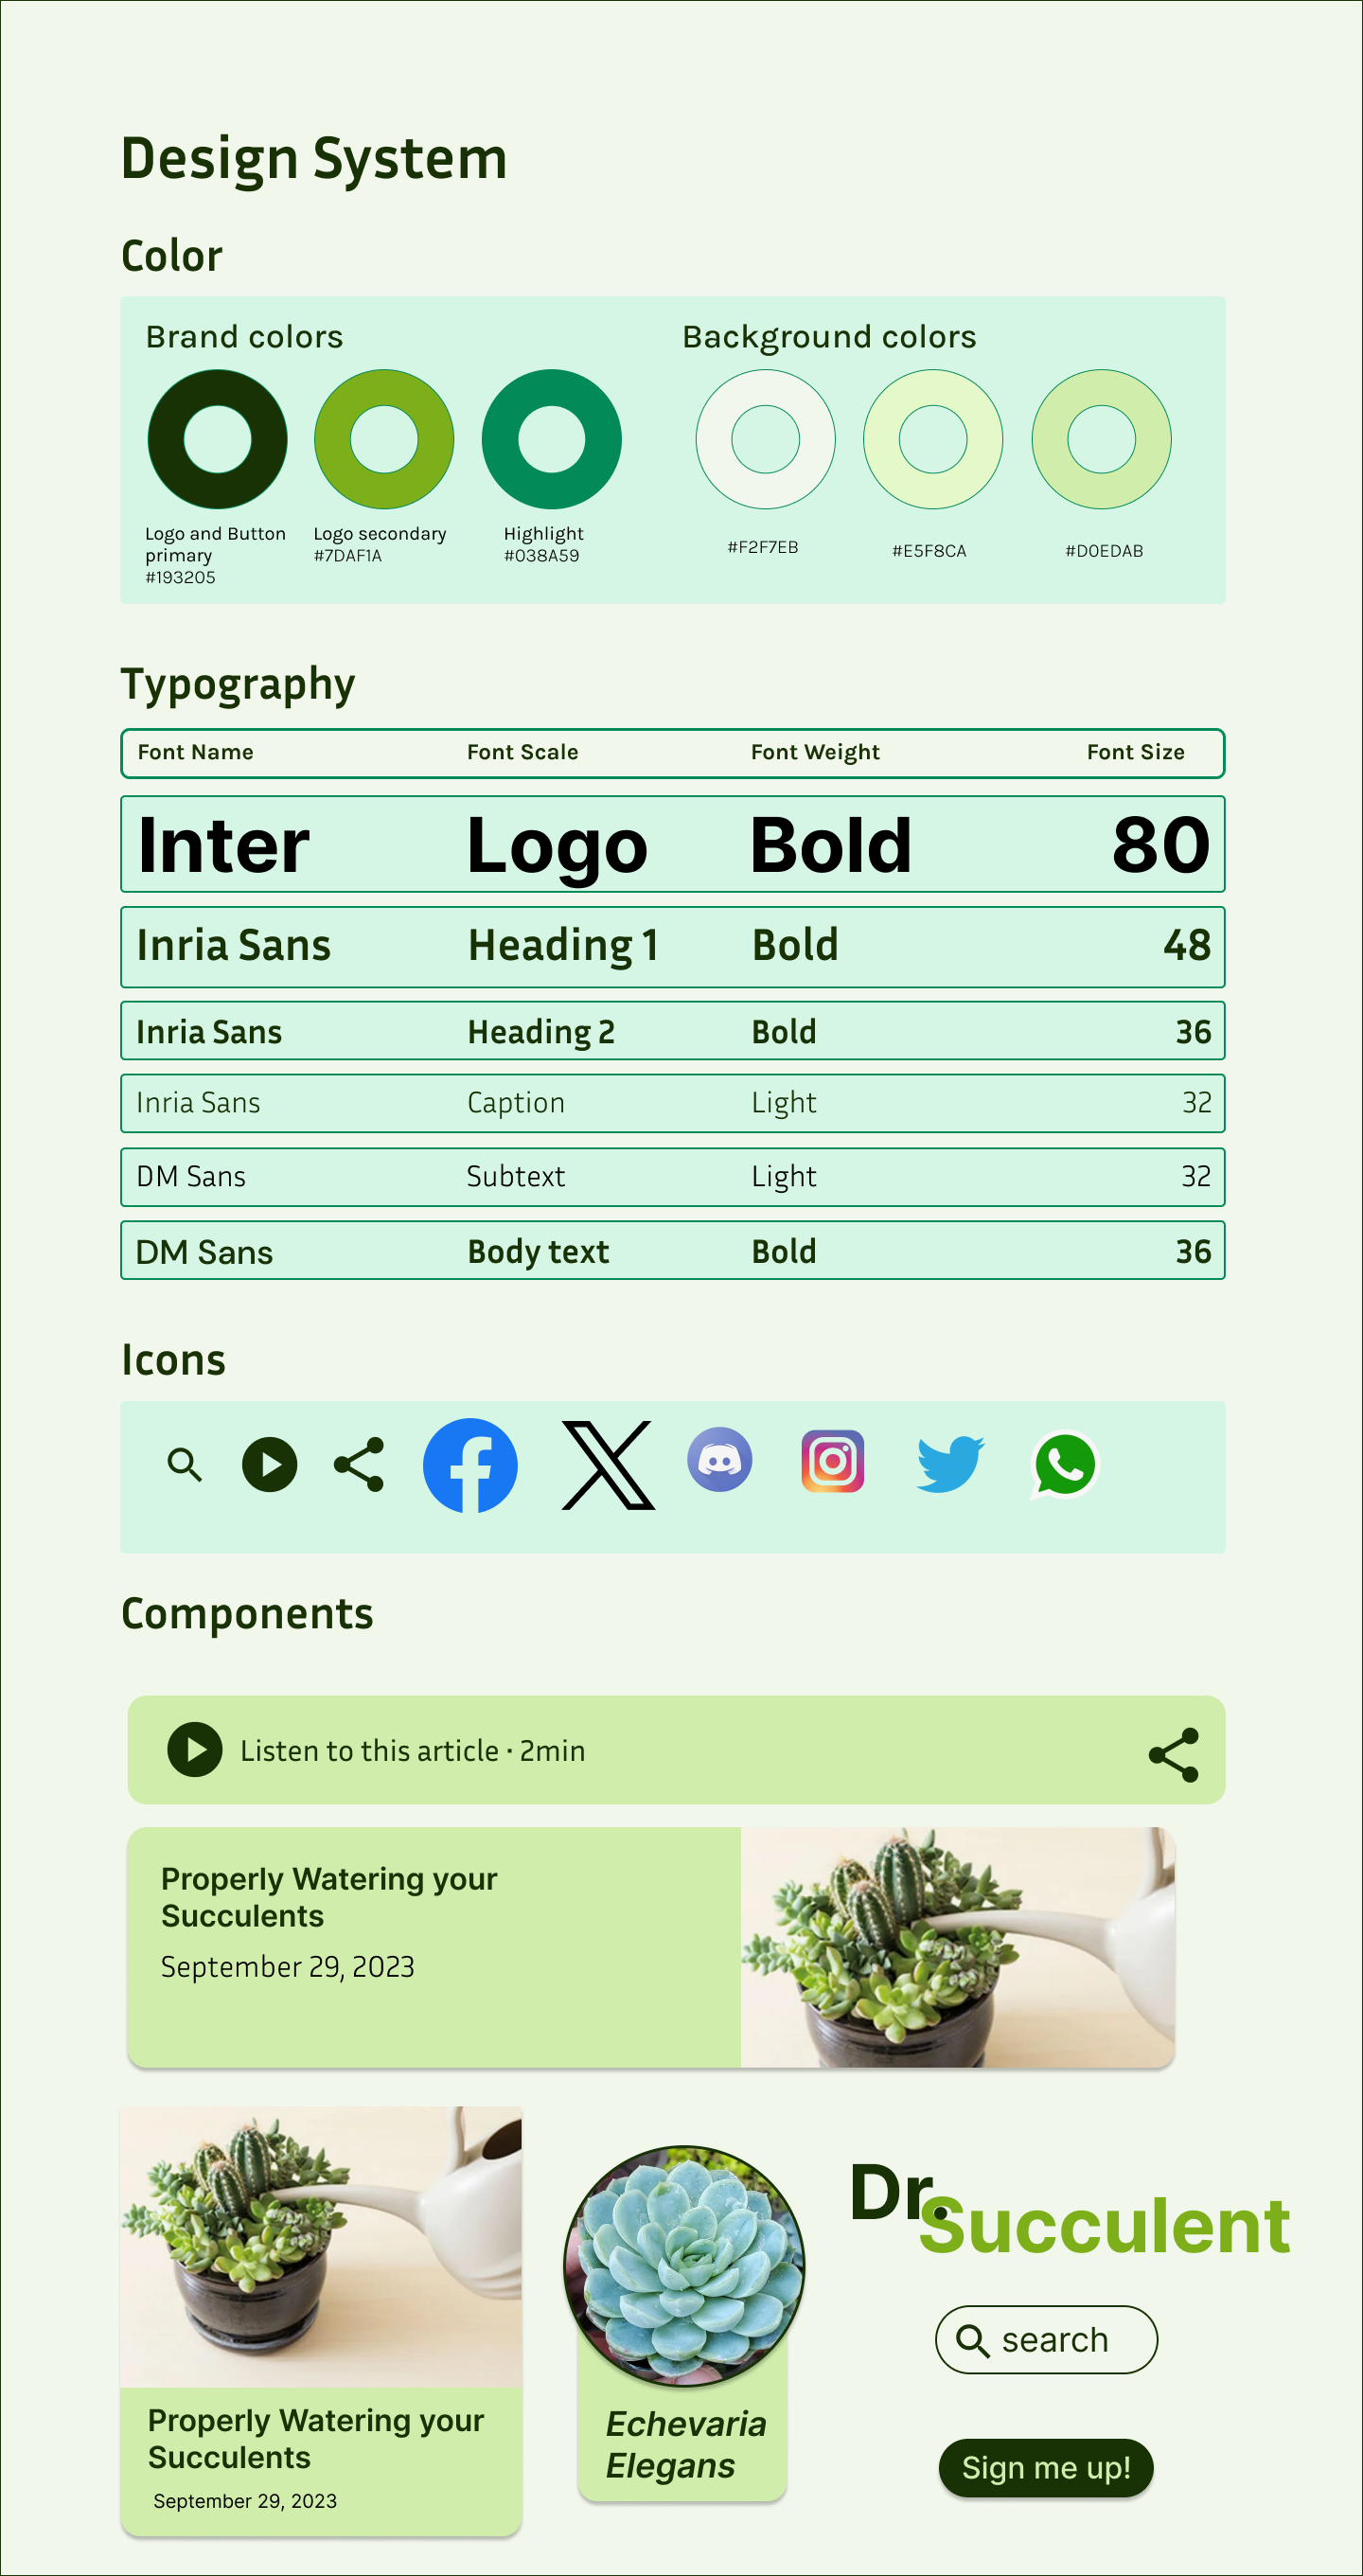 Design System
Color
Brand colors
Background colors
Logo and Button
primary
#193205
Logo secondary
#7DAF1A
Highlight
#038A59
#F2F7EB
#E5F8CA
#D0EDAB
Typography
Font Name Font Scale Font Weight Font Size
Inter Logo Bold 80
Inria Sans Heading 1 Bold 48
Inria Sans Heading 2 Bold 36
Inria Sans Caption Light 32
DM Sans Subtext Light 32
DM Sans Body text Bold 36
Icons
Components
Listen to this article · 2min
Properly Watering your
Succulents
September 29, 2023
Properly Watering your
Succulents
September 29, 2023
Echevaria
Elegans
Dr.
Succulent
search
Sign me up!